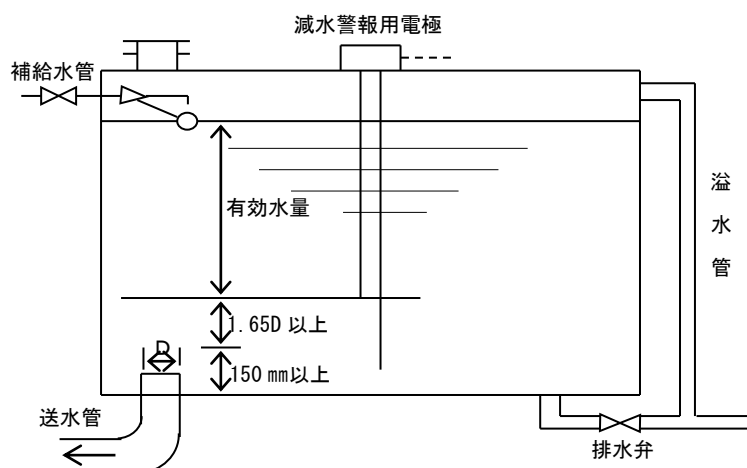 減水警報用電極
補給水管
有効水量
溢水管
1.65D 以上
D
150 mm以上
送水管
排水弁